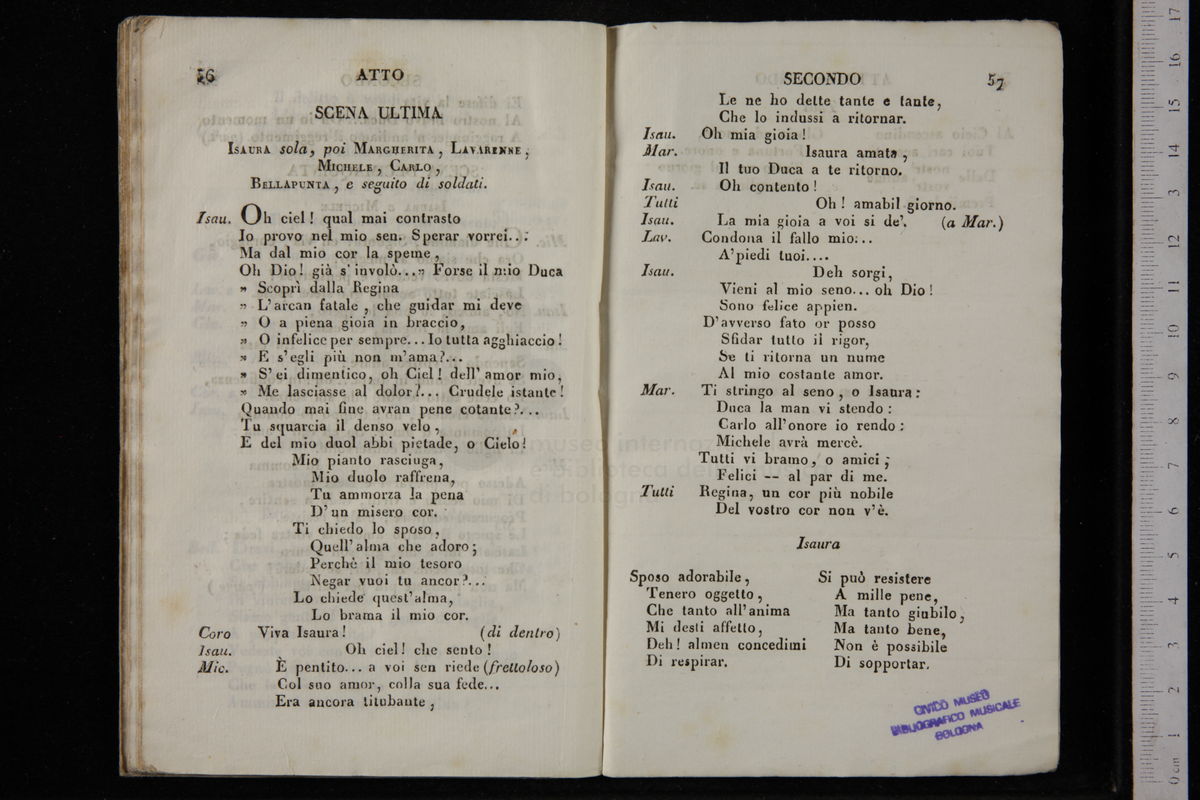 56 ATTO
SCENA ULTIMA
ISAURA sola, poi MARGHERITA, LAVARENNE,
MICHELE, CARLO,
BELLAPUNTA, e seguito di soldati.
Isau. Oh ciel! qual mai contrasto
Io provo nel mio sen. Sperar vorrei...
Ma dal mio cor la speme,
Oh Dio! già s'involò...» Forse il mio Duca
» Scoprì dalla Regina
» L'arcan fatale, che guidar mi deve
» O a piena gioia in braccio,
» O infelice per sempre... Io tutta agghiaccio!
» E s'egli più non m'ama?...
» S'ei dimentico, oh Ciel! dell'amor mio,
» Me lasciasse al dolor?... Crudele istante!
Quando mai fine avran pene cotante?...
Tu squarcia il denso velo,
E del mio duol abbi pietade, o Cielo!
Mio pianto rasciuga,
Mio duolo raffrena,
Tu ammorza la pena
D'un misero cor.
Ti chiedo lo sposo,
Quell'alma che adoro;
Perchè il mio tesoro
Negar vuoi tu ancor?...
Lo chiede quest'alma,
Lo brama il mio cor.
Coro Viva Isaura! (di dentro)
Isau. Oh ciel! che sento!
Mic. È pentito... a voi sen riede (frettoloso)
Col suo amor, colla sua fede...
Era ancora titubante,
SECONDO 57
Le ne ho dette tante e tante,
Che lo indussi a ritornar.
Isau. Oh mia gioia!
Mar. Isaura amata,
Il tuo Duca a te ritorno.
Isau. Oh contento!
Tutti Oh! amabil giorno.
Isau. La mia gioia a voi si de'. (a Mar.)
Lav. Condona il fallo mio...
A'piedi tuoi....
Isau. Deh sorgi,
Vieni al mio seno... oh Dio!
Sono felice appien.
D'avverso fato or posso
Sfidar tutto il rigor,
Se ti ritorna un nume
Al mio costante amor.
Mar. Ti stringo al seno, o Isaura:
Duca la man vi stendo:
Carlo all'onore io rendo:
Michele avrà mercè.
Tutti vi bramo, o amici;
Felici -- al par di me.
Tutti Regina, un cor più nobile
Del vostro cor non v'è.
Isaura
Sposo adorabile,
Tenero oggetto,
Che tanto all'anima
Mi desti affetto,
Deh! almen concedimi
Di respirar.
Si può resistere
A mille pene,
Ma tanto giubilo,
Ma tanto bene,
Non è possibile
Di sopportar.
CIVICO MUSEO
BIBLIOGRAFICO MUSICALE
BOLOGNA